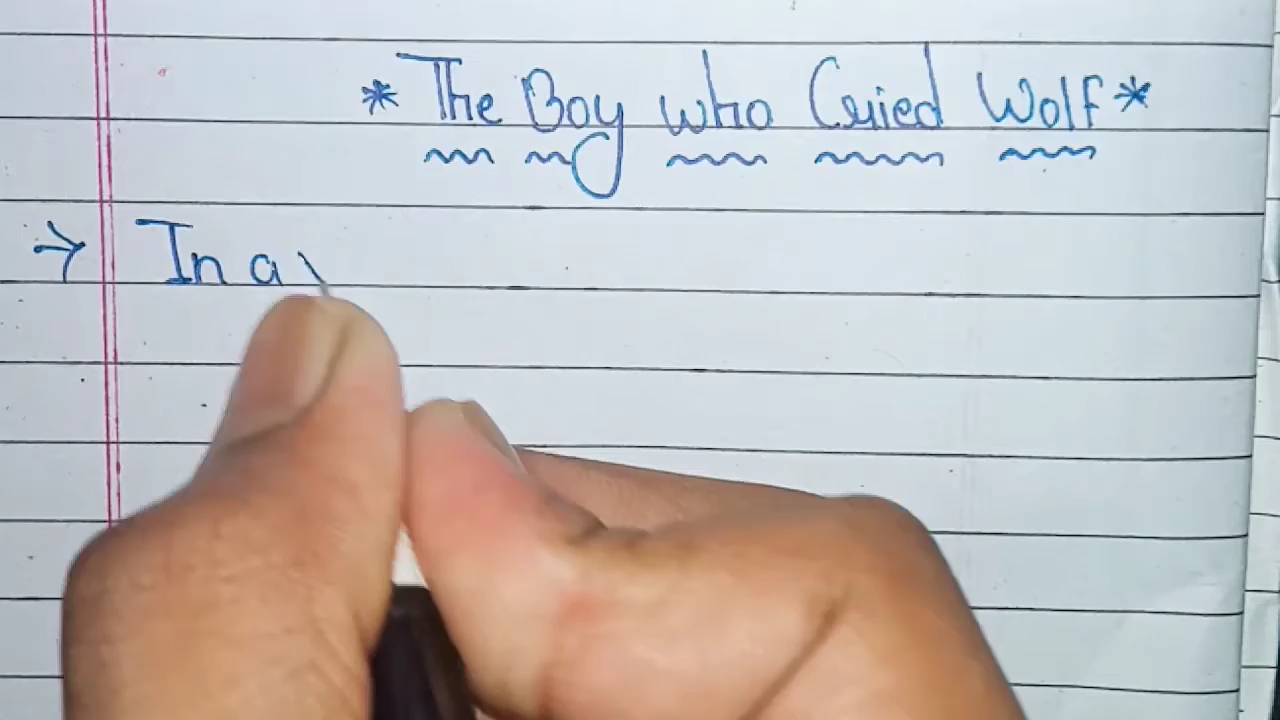 * The Boy who Cried Wolf *
→ In a